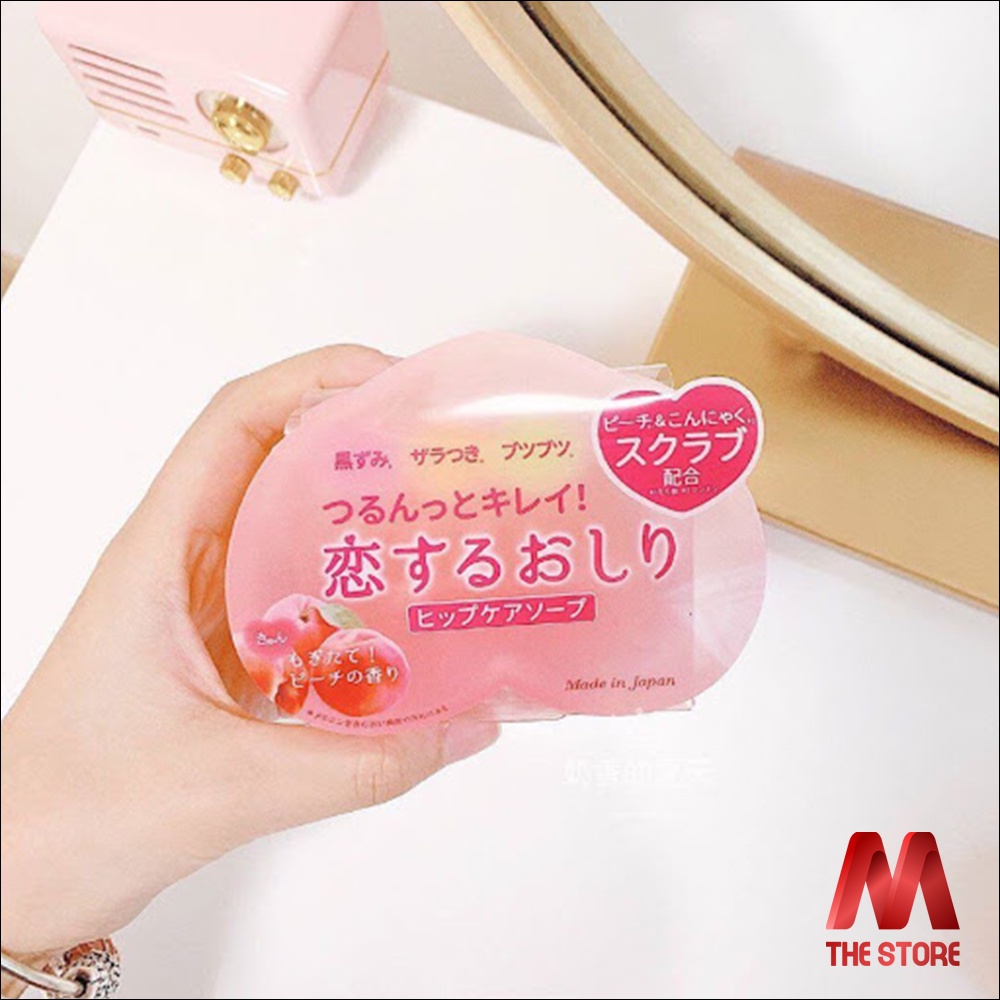 ピーチ&こんにゃく
スクラブ
配合
黒ずみ、ザラつき、ブツブツ、
つるんっとキレイ!
恋するおしり
ヒップケアソープ
きゅん
もぎたて!
ピーチの香り
Made in Japan
M
THE STORE